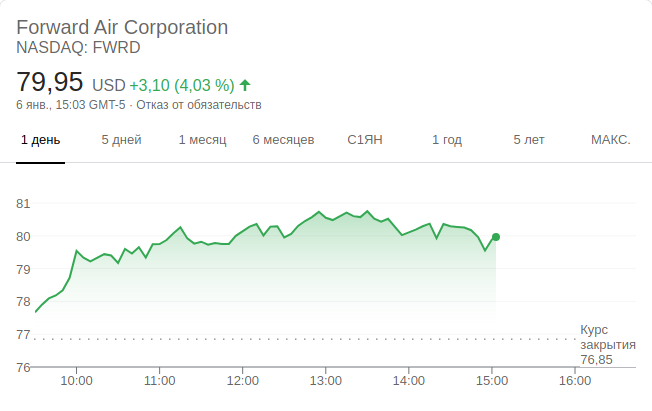 Forward Air Corporation
NASDAQ: FWRD
79,95 USD +3,10 (4,03 %)
6 янв., 15:03 GMT-5 · Отказ от обязательств
1 день 5 дней 1 месяц 6 месяцев С1ЯН 1 год 5 лет МАКС.
81
80
79
78
77
76
Курс
закрытия
76,85
10:00 11:00 12:00 13:00 14:00 15:00 16:00